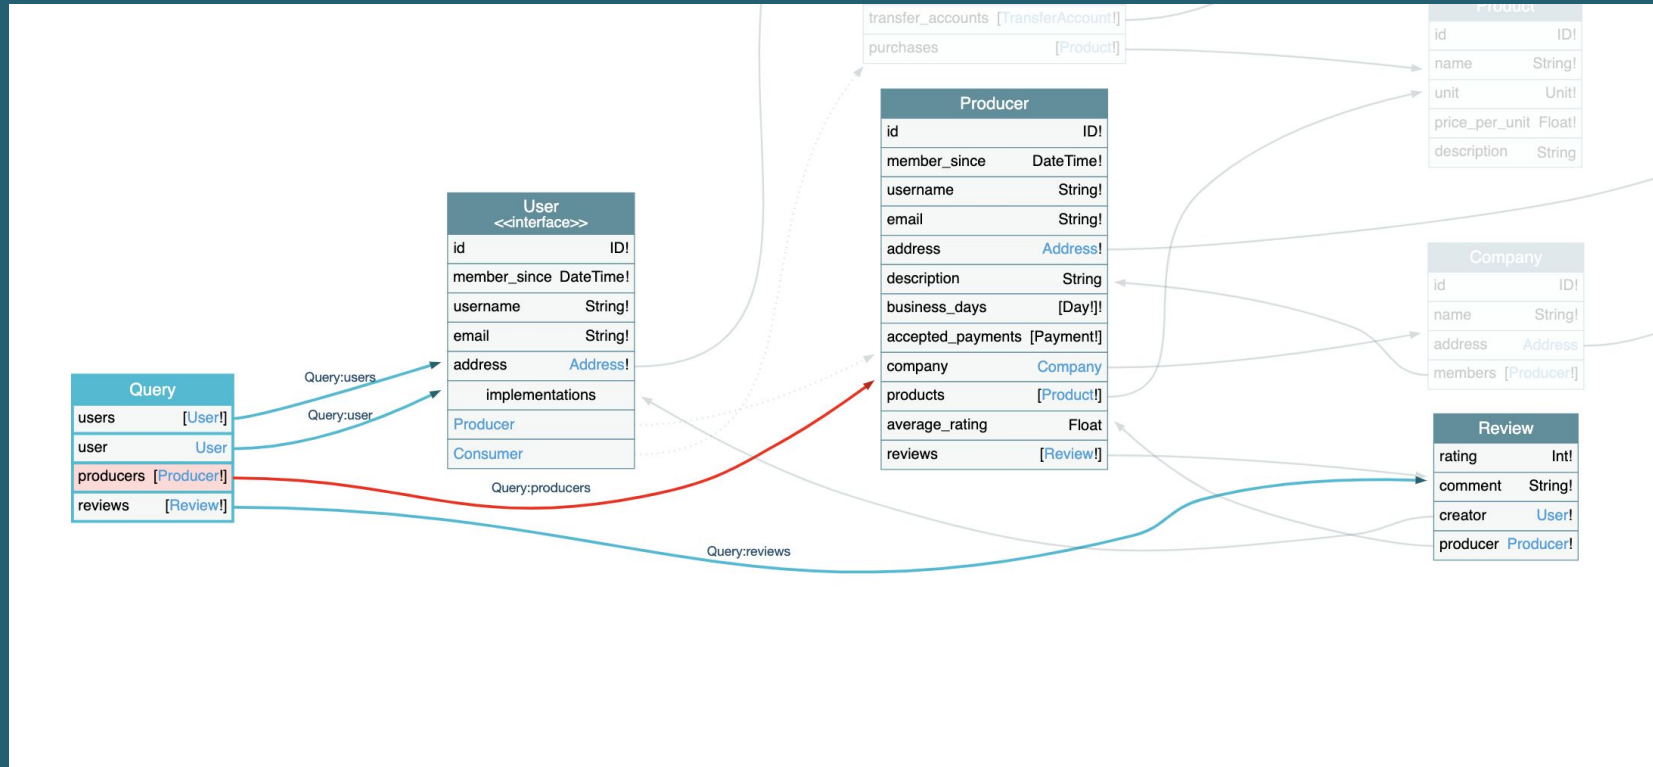 transfer_accounts [TransferAccount!]
purchases [Product!]
Product
id ID!
name String!
unit Unit!
price_per_unit Float!
description String
Producer
id ID!
member_since DateTime!
username String!
email String!
address Address!
description String
business_days [Day!]!
accepted_payments [Payment!]
company Company
products [Product!]
average_rating Float
reviews [Review!]
User
<<interface>>
id ID!
member_since DateTime!
username String!
email String!
address Address!
implementations
Producer
Consumer
Company
id ID!
name String!
address Address
members [Producer!]
Query:users
Query:user
Query
users [User!]
user User
producers [Producer!]
reviews [Review!]
Query:producers
Query:reviews
Review
rating Int!
comment String!
creator User!
producer Producer!